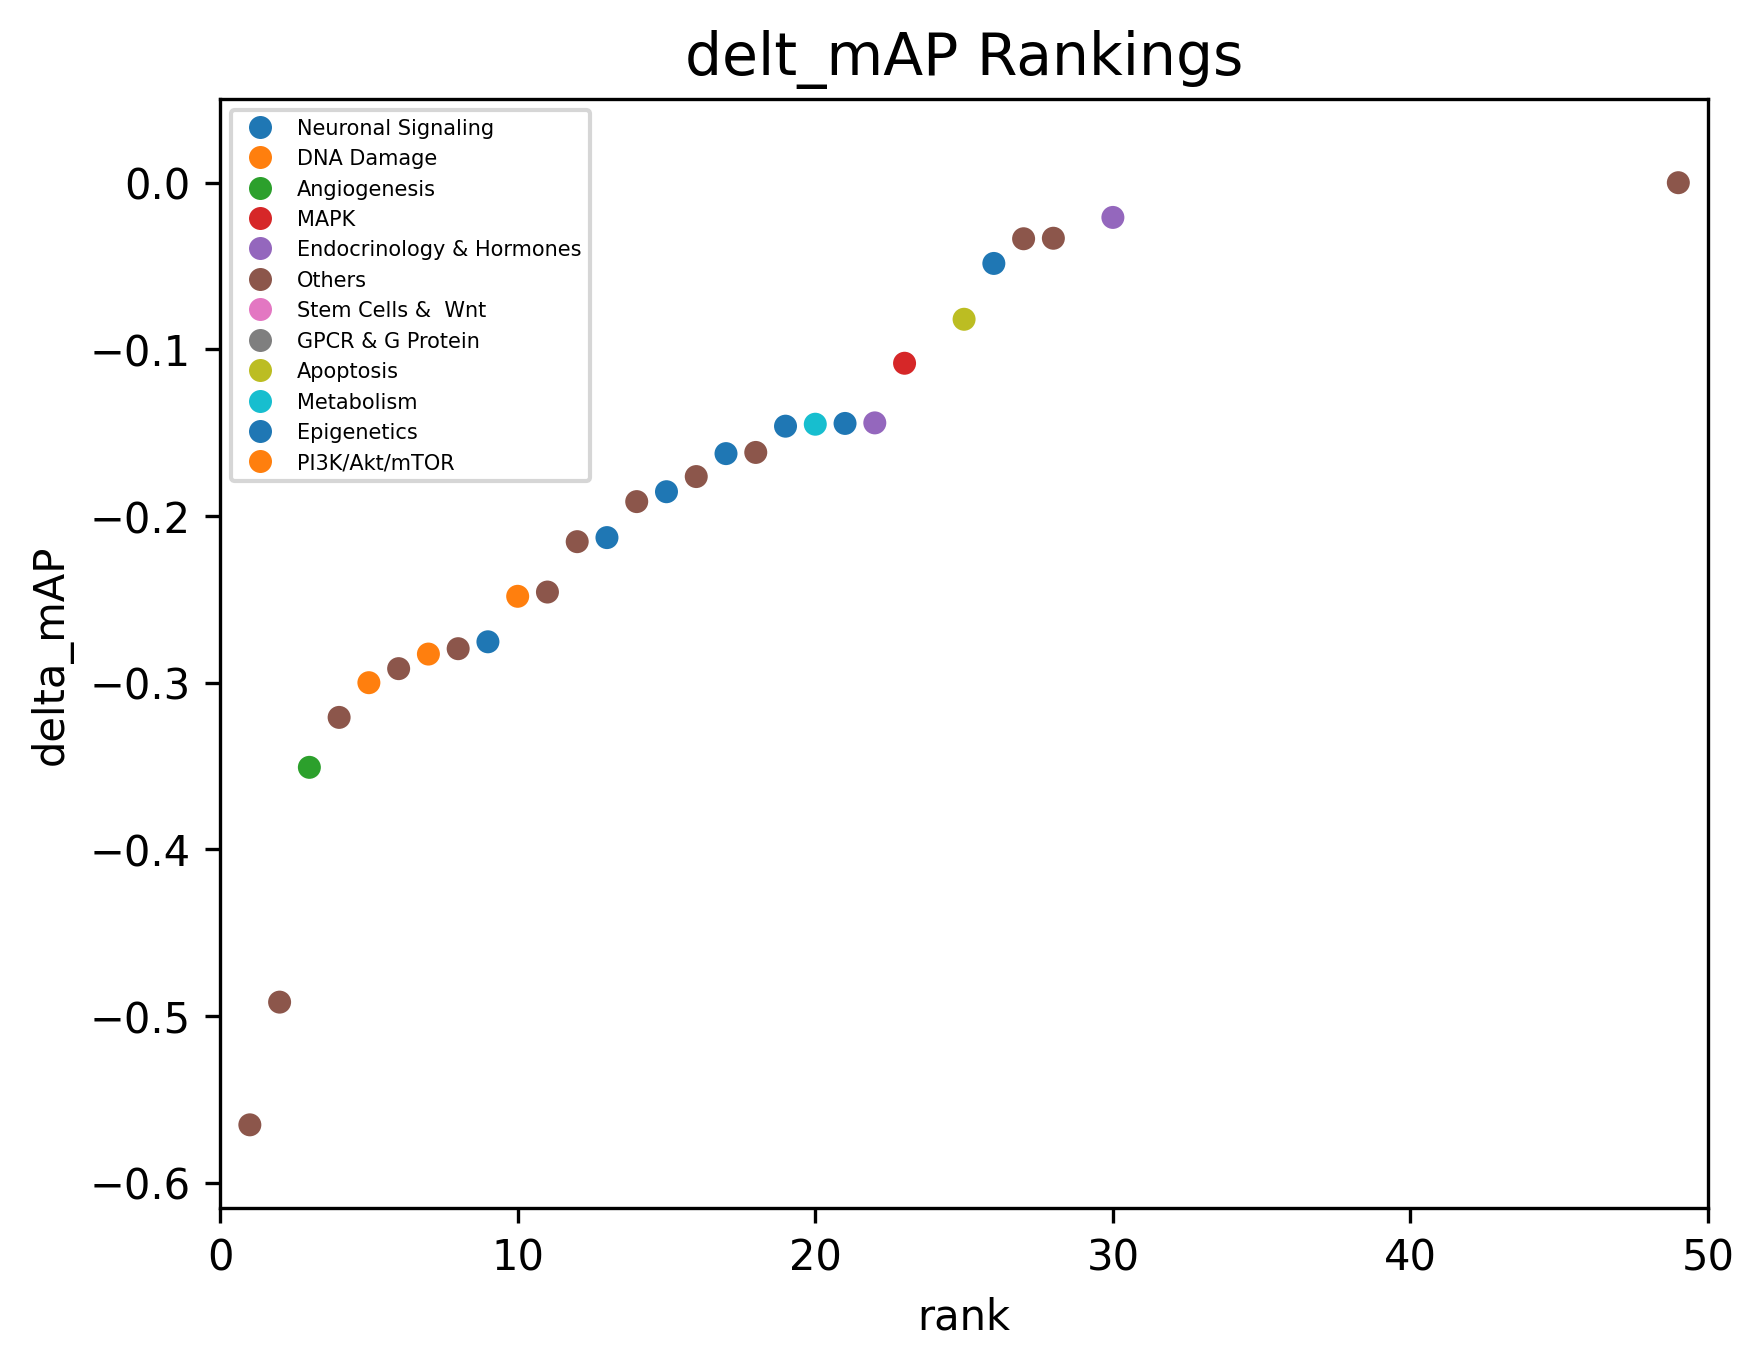 delt_mAP Rankings
Neuronal Signaling
DNA Damage
Angiogenesis
MAPK
Endocrinology & Hormones
Others
Stem Cells &  Wnt
GPCR & G Protein
Apoptosis
Metabolism
Epigenetics
PI3K/Akt/mTOR
0.0
−0.1
−0.2
−0.3
−0.4
−0.5
−0.6
delta_mAP
0 10 20 30 40 50
rank